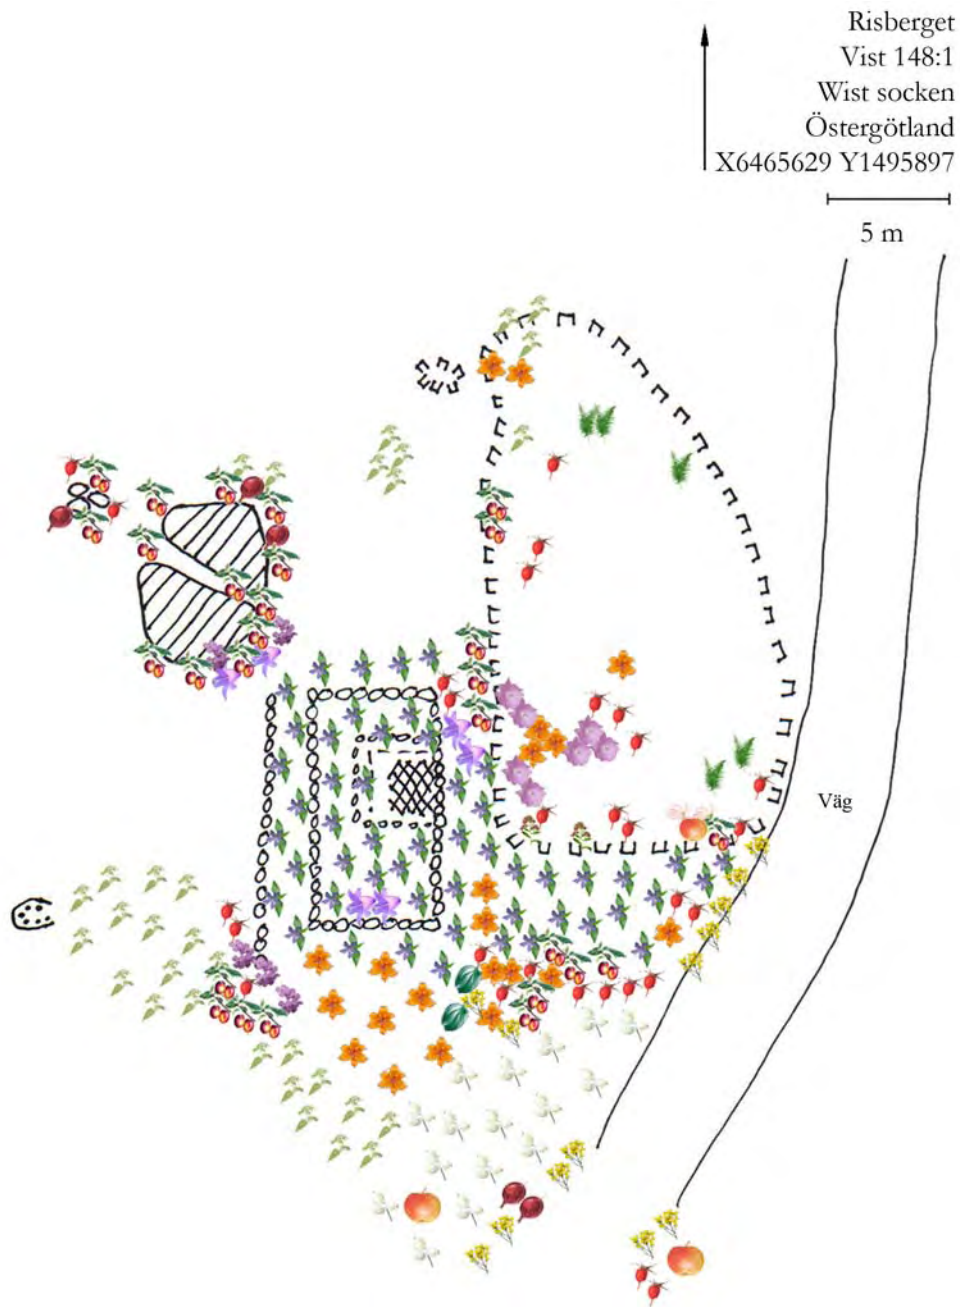 Risberget
Vist 148:1
Wist socken
Östergötland
X6465629 Y1495897
5 m
Väg